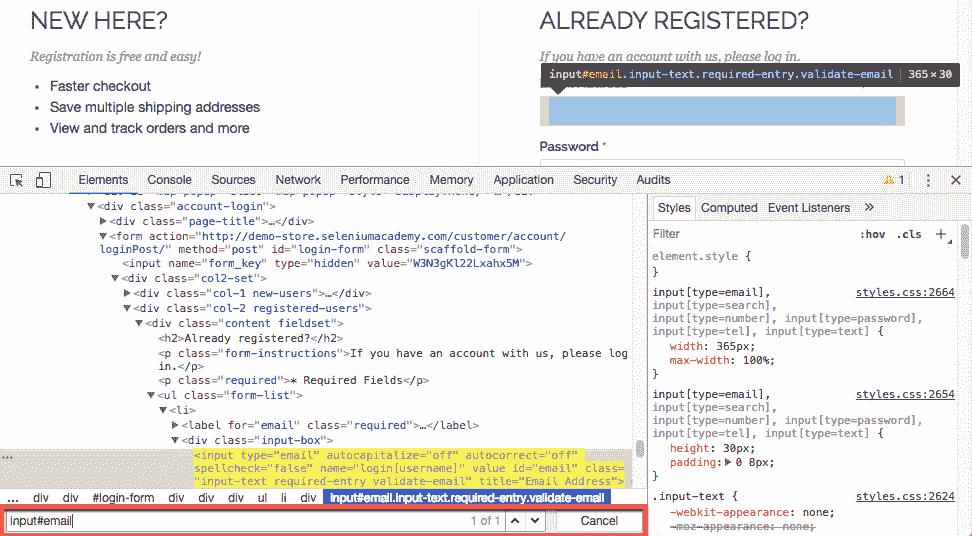 NEW HERE?
Registration is free and easy!
Faster checkout
Save multiple shipping addresses
View and track orders and more
ALREADY REGISTERED?
If you have an account with us, please log in.
input#email.input-text.required-entry.validate-email 365 × 30
Password *
Elements Console Sources Network Performance Memory Application Security Audits 1
<div class="account-login">
<div class="page-title">…</div>
<form action="http://demo-store.seleniumacademy.com/customer/account/
loginPost/" method="post" id="login-form" class="scaffold-form">
<input name="form_key" type="hidden" value="W3N3gKl22Lxahx5M">
<div class="col2-set">
<div class="col-1 new-users">…</div>
<div class="col-2 registered-users">
<div class="content fieldset">
<h2>Already registered?</h2>
<p class="form-instructions">If you have an account with us, please log
in.</p>
<p class="required">* Required Fields</p>
<ul class="form-list">
<li>
<label for="email" class="required">…</label>
<div class="input-box">
<input type="email" autocapitalize="off" autocorrect="off"
spellcheck="false" name="login[username]" value id="email" class=
"input-text required-entry validate-email" title="Email Address">
... div div #login-form div div div ul li div input#email.input-text.required-entry.validate-email
input#email 1 of 1 Cancel
Styles Computed Event Listeners »
Filter :hov .cls +
element.style {
}
input[type=email], styles.css:2664
input[type=search],
input[type=number], input[type=password],
input[type=tel], input[type=text] {
width: 365px;
max-width: 100%;
}
input[type=email], styles.css:2654
input[type=search],
input[type=number], input[type=password],
input[type=tel], input[type=text] {
height: 30px;
padding: 0 8px;
}
.input-text { styles.css:2624
-webkit-appearance: none;
-moz-appearance: none;